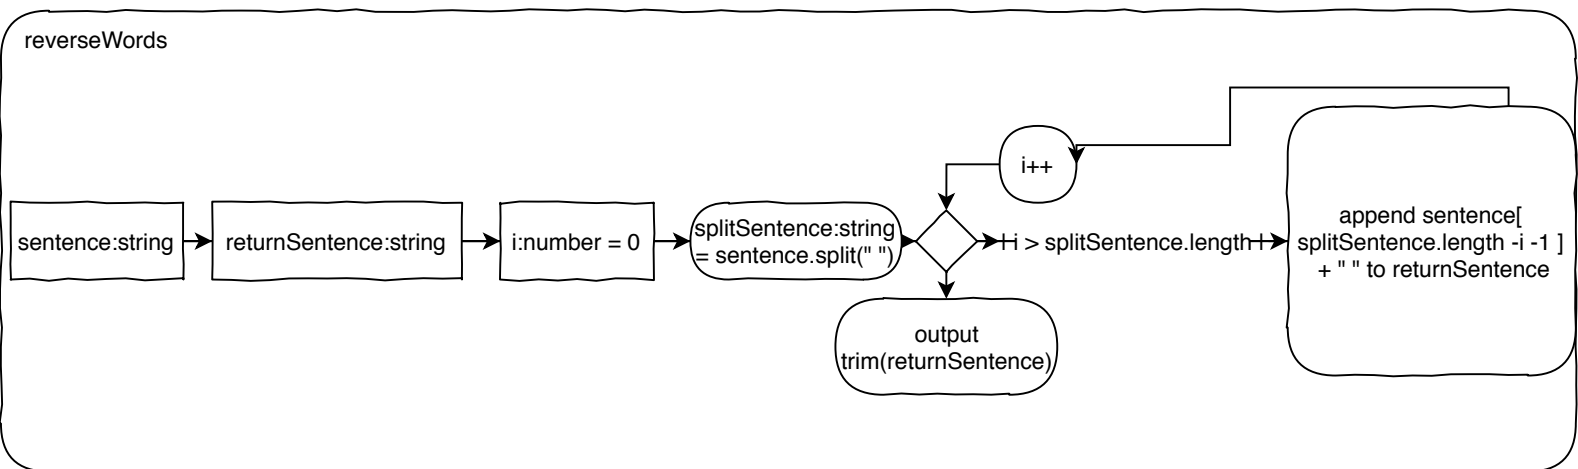 reverseWords
i++
sentence:string
returnSentence:string
i:number = 0
splitSentence:string
= sentence.split(" ")
i > splitSentence.length
append sentence[
splitSentence.length -i -1 ]
+ " " to returnSentence
output
trim(returnSentence)